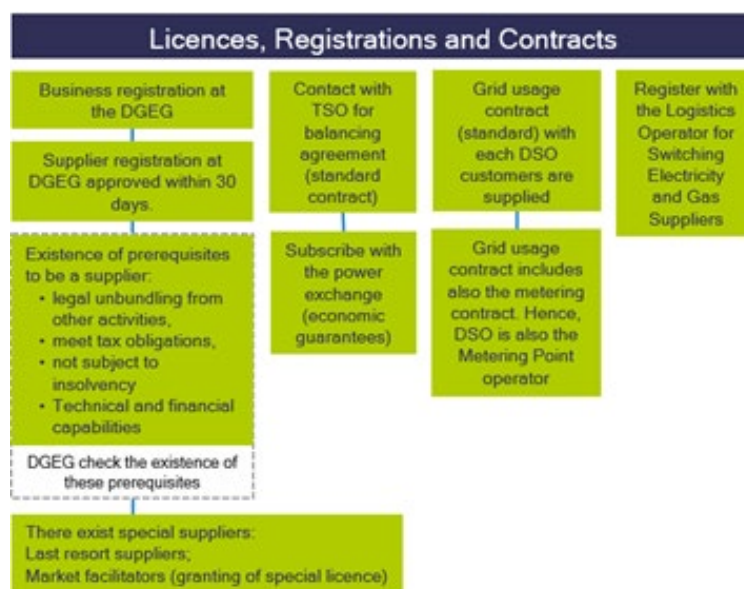 Licences, Registrations and Contracts
Business registration at
the DGEG
Supplier registration at
DGEG approved within 30
days.
Existence of prerequisites
to be a supplier:
• legal unbundling from
other activities,
• meet tax obligations,
• not subject to
insolvency
• Technical and financial
capabilities
DGEG check the existence of
these prerequisites
There exist special suppliers:
Last resort suppliers;
Market facilitators (granting of special licence)
Contact with
TSO for
balancing
agreement
(standard
contract)
Subscribe with
the power
exchange
(economic
guarantees)
Grid usage
contract
(standard) with
each DSO
customers are
supplied
Grid usage
contract includes
also the metering
contract. Hence,
DSO is also the
Metering Point
operator
Register with
the Logistics
Operator for
Switching
Electricity
and Gas
Suppliers